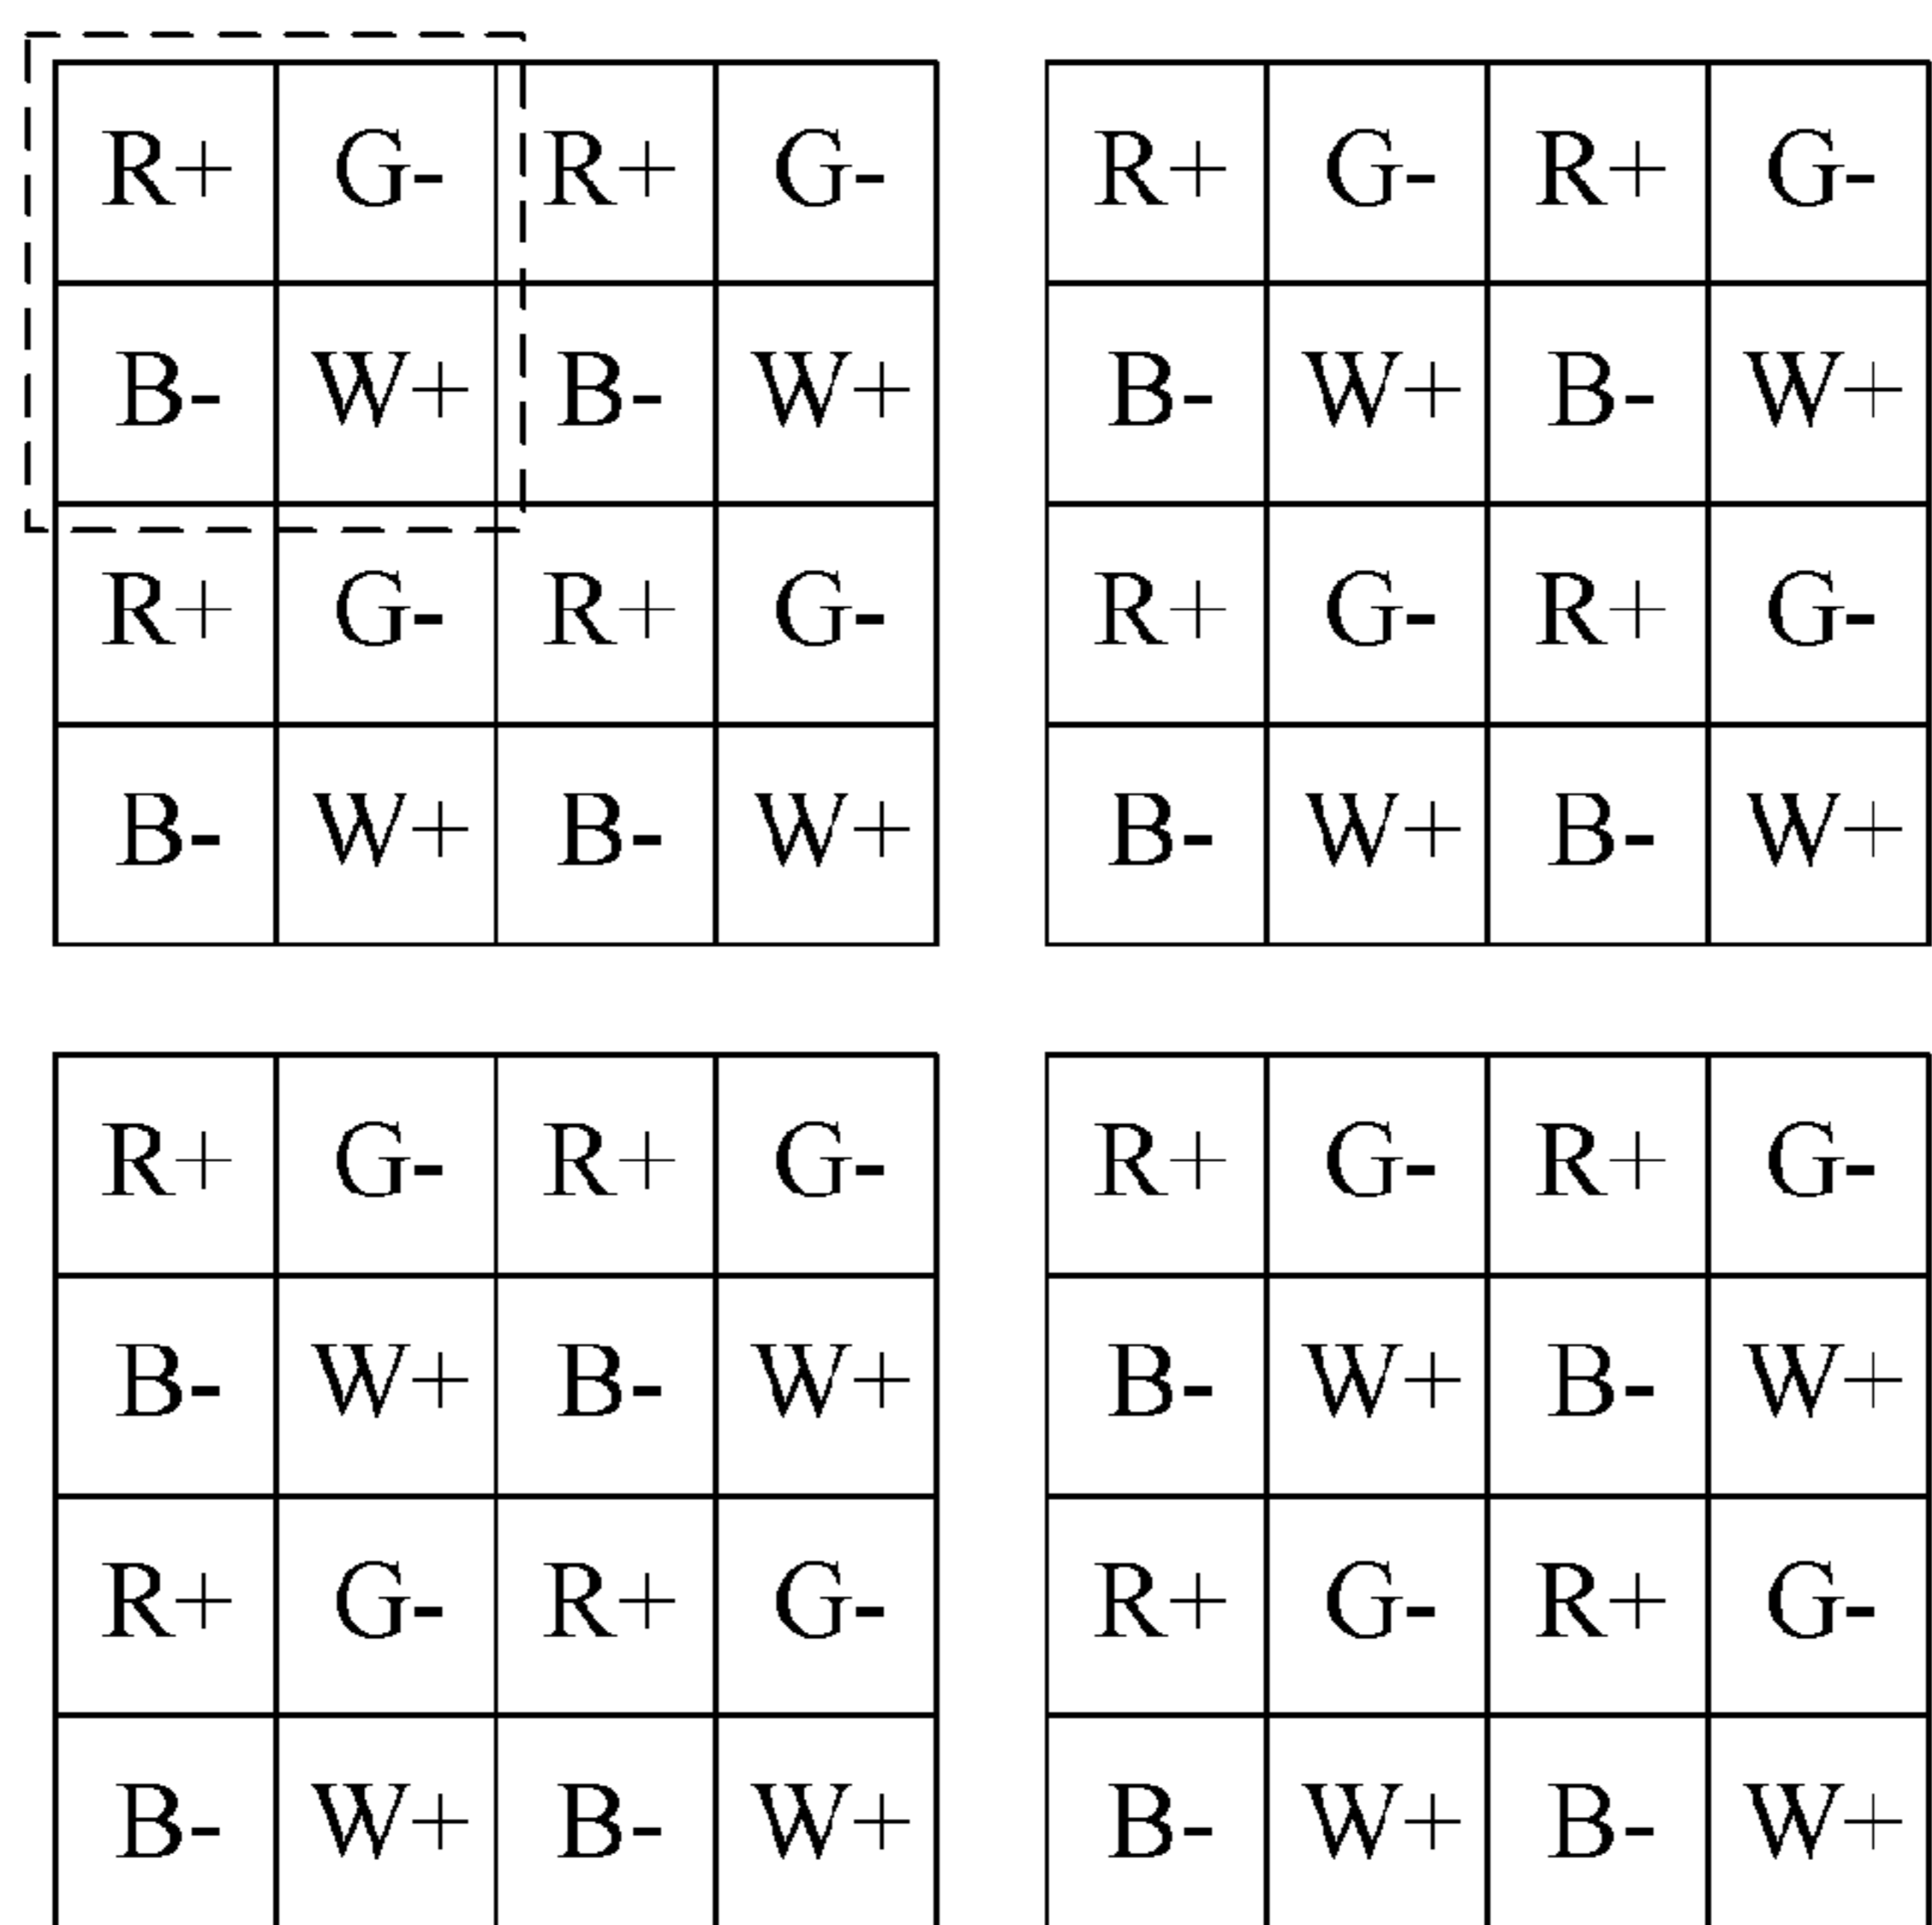 R+ G- R+ G- R+ G- R+ G-
B- W+ B- W+ B- W+ B- W+
R+ G- R+ G- R+ G- R+ G-
B- W+ B- W+ B- W+ B- W+
R+ G- R+ G- R+ G- R+ G-
B- W+ B- W+ B- W+ B- W+
R+ G- R+ G- R+ G- R+ G-
B- W+ B- W+ B- W+ B- W+